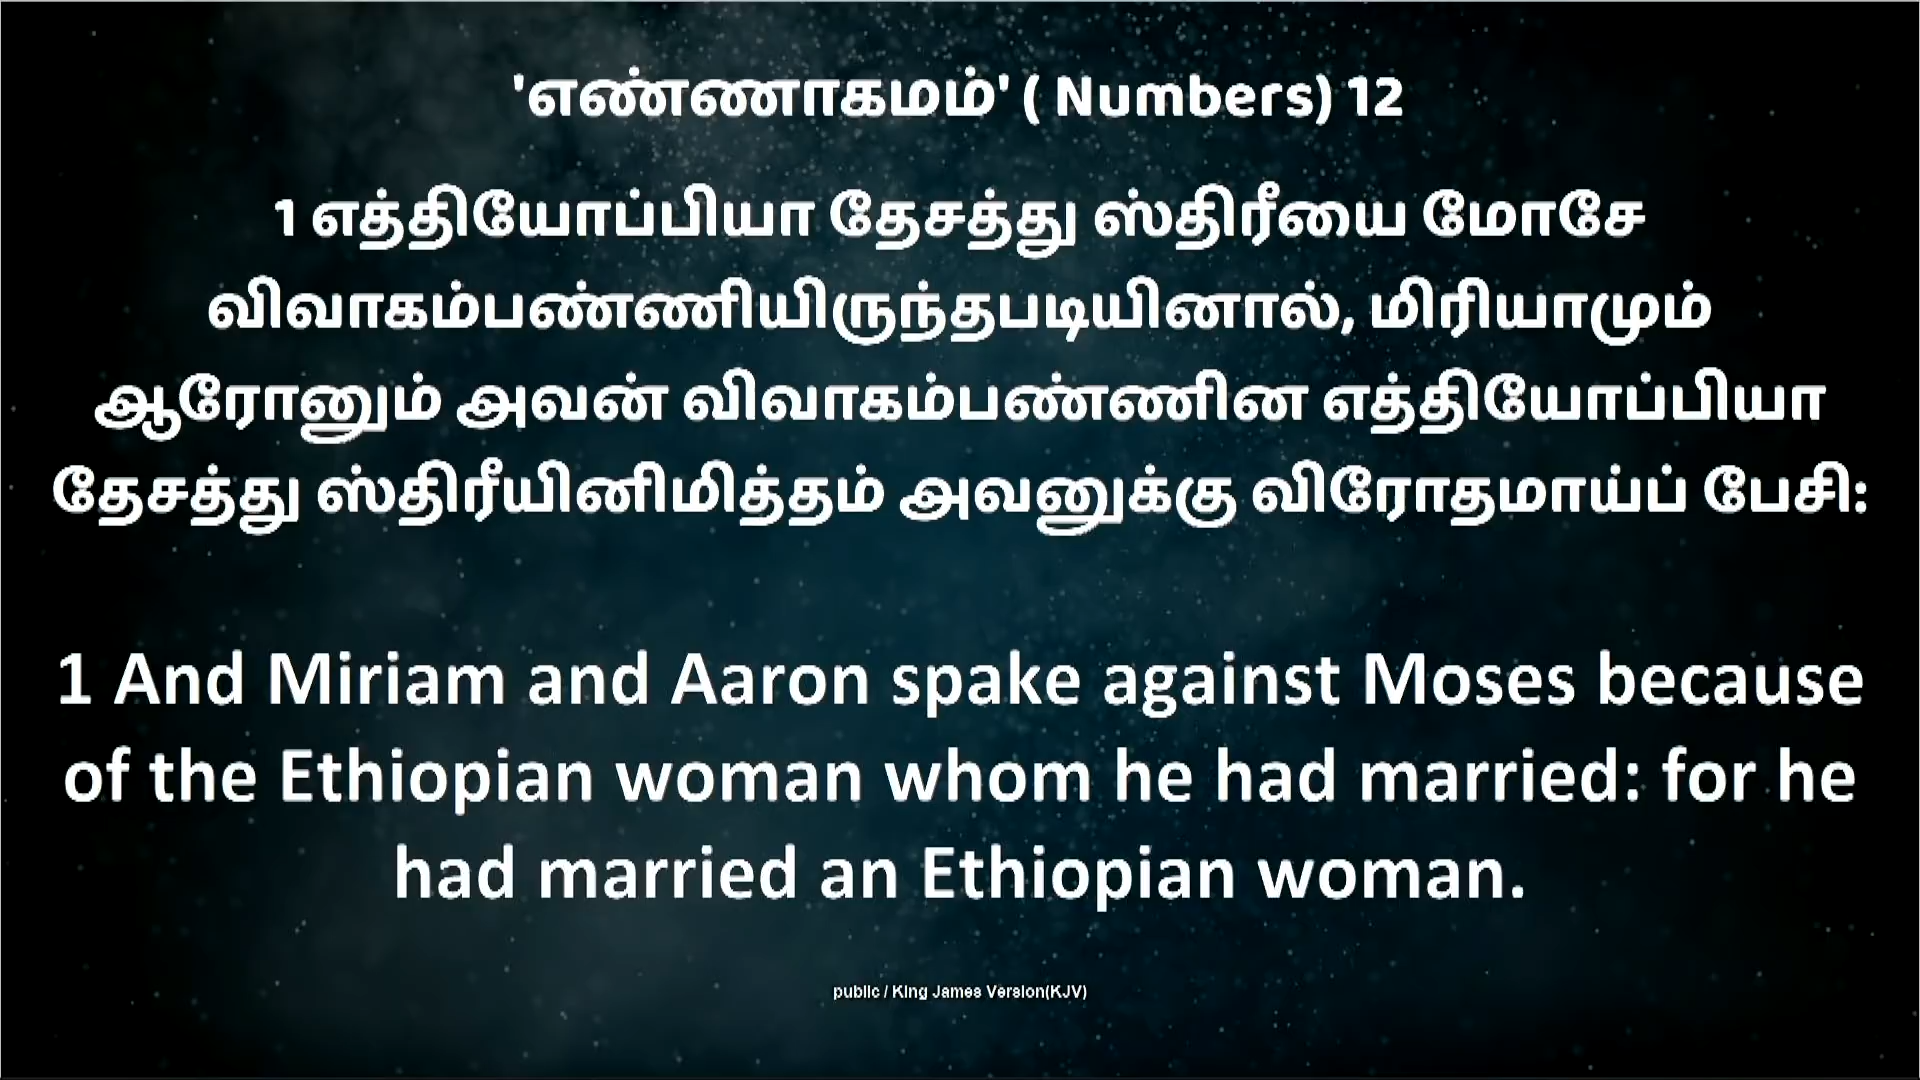 'எண்ணாகமம்' ( Numbers) 12
1 எத்தியோப்பியா தேசத்து ஸ்திரீயை மோசே
விவாகம்பண்ணியிருந்தபடியினால், மிரியாமும்
ஆரோனும் அவன் விவாகம்பண்ணின எத்தியோப்பியா
தேசத்து ஸ்திரீயினிமித்தம் அவனுக்கு விரோதமாய்ப் பேசி:
1 And Miriam and Aaron spake against Moses because
of the Ethiopian woman whom he had married: for he
had married an Ethiopian woman.
public / King James Version(KJV)